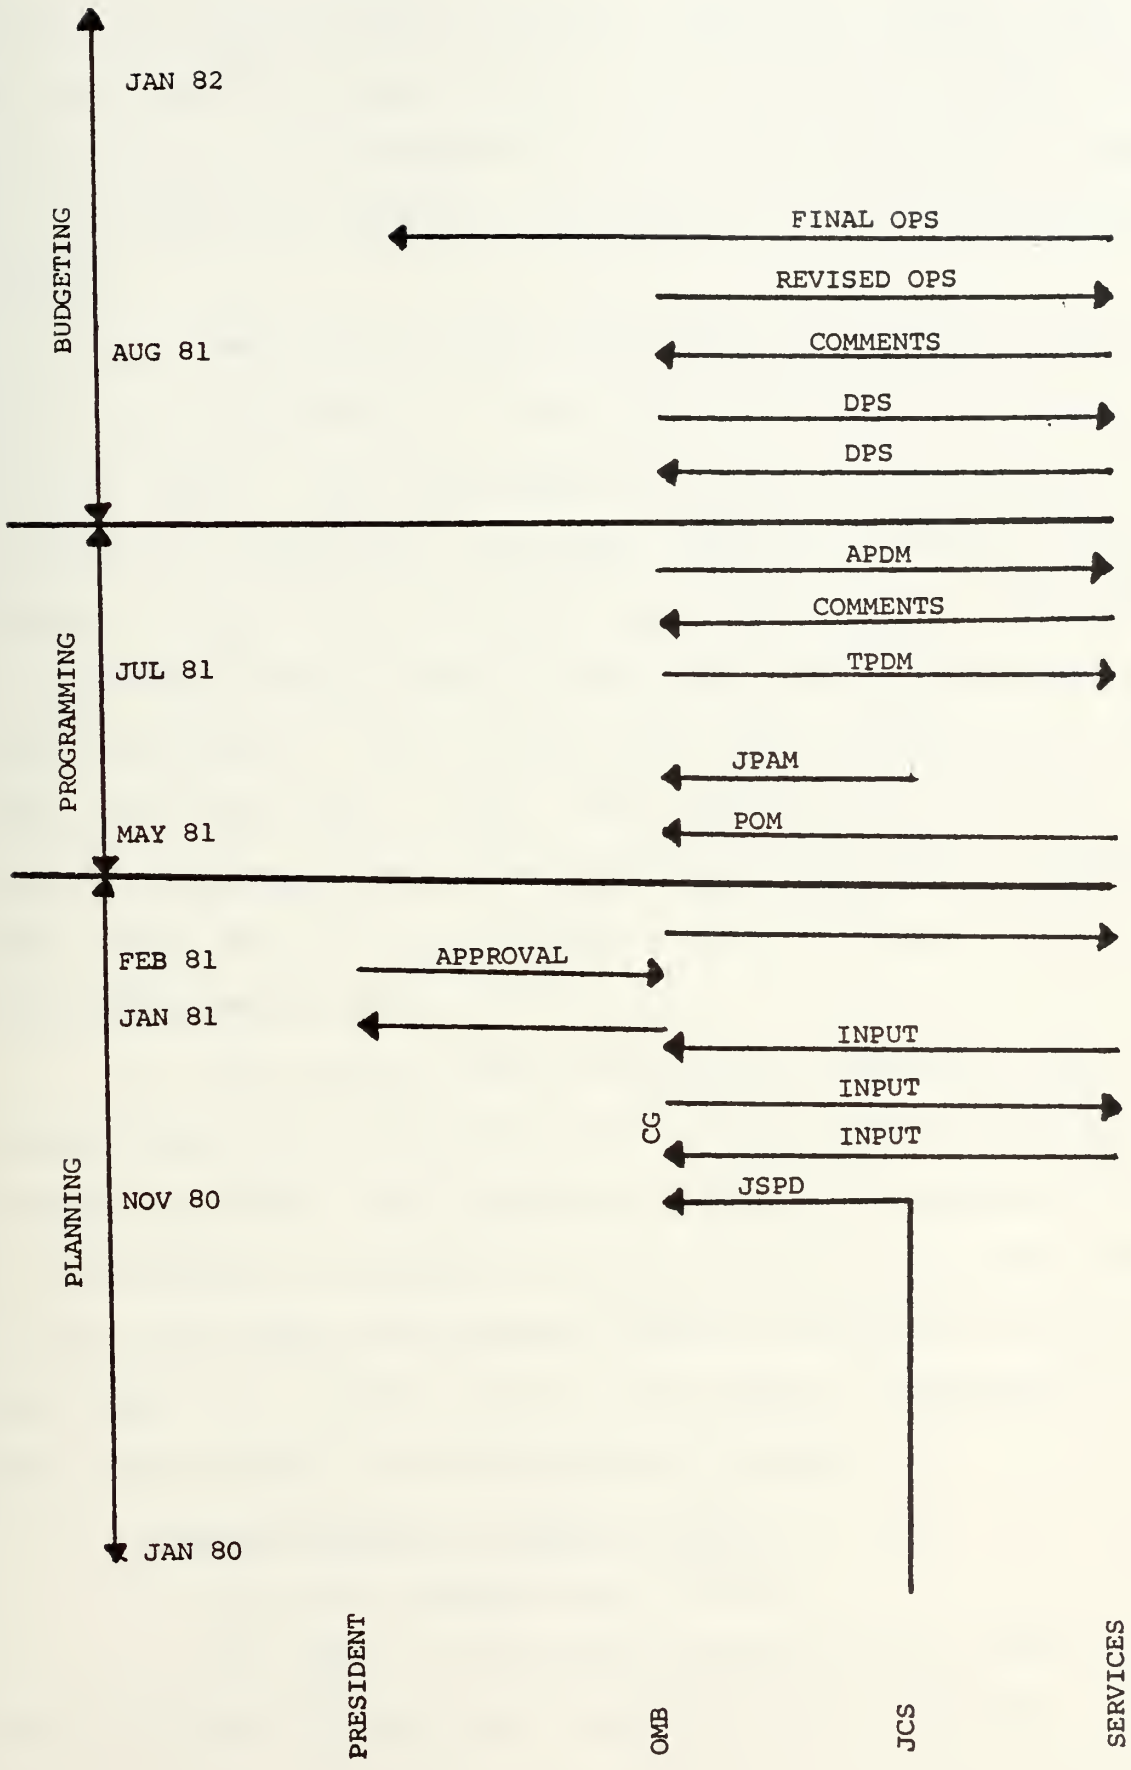 JAN 82
BUDGETING
FINAL OPS
REVISED OPS
AUG 81
COMMENTS
DPS
DPS
APDM
COMMENTS
PROGRAMMING
JUL 81
TPDM
JPAM
MAY 81
POM
FEB 81
APPROVAL
JAN 81
INPUT
INPUT
CG
INPUT
PLANNING
NOV 80
JSPD
JAN 80
PRESIDENT
OMB
JCS
SERVICES